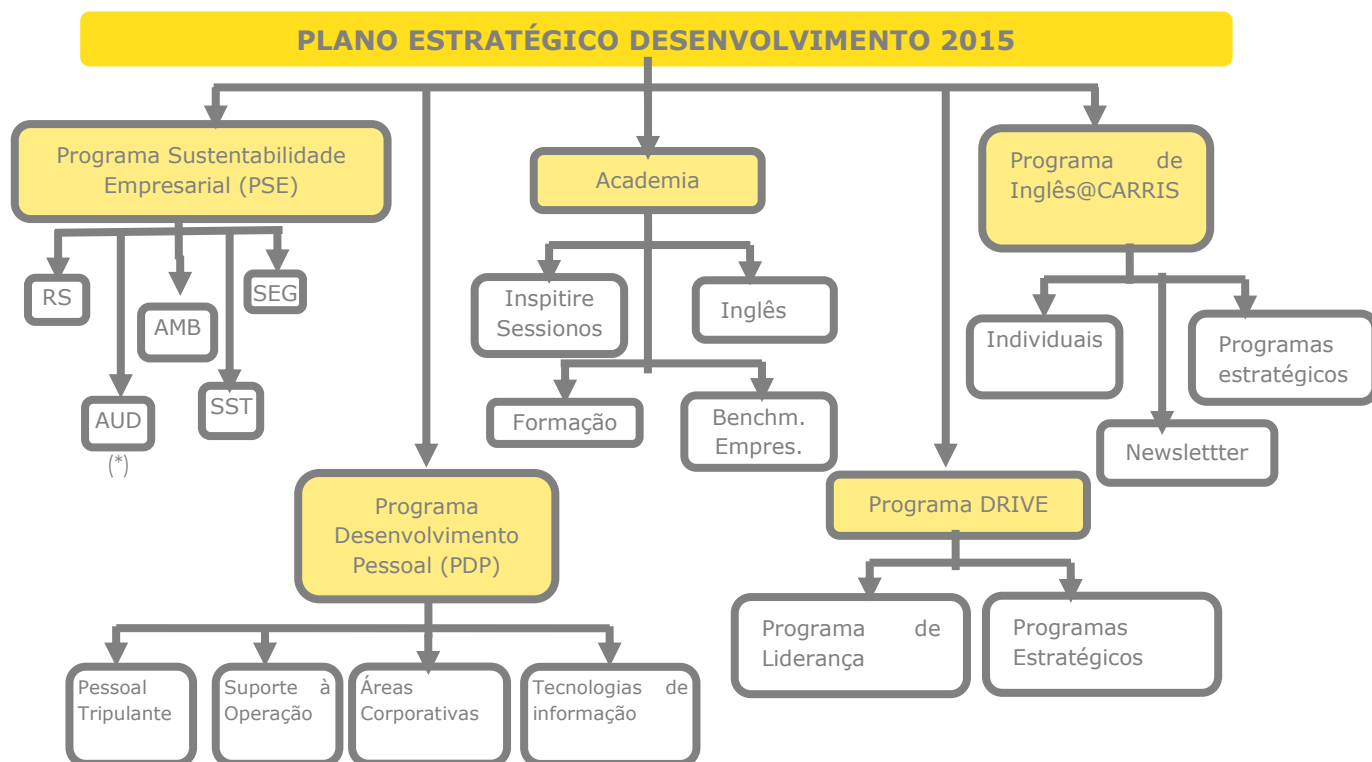 PLANO ESTRATÉGICO DESENVOLVIMENTO 2015
Programa Sustentabilidade
Empresarial (PSE)
RS
AUD
(*)
AMB
SST
SEG
Programa
Desenvolvimento
Pessoal (PDP)
Pessoal
Tripulante
Suporte à
Operação
Áreas
Corporativas
Tecnologias de
informação
Academia
Inspitire
Sessionos
Inglês
Formação
Benchm.
Empres.
Programa DRIVE
Programa de
Liderança
Programas
Estratégicos
Programa de
Inglês@CARRIS
Individuais
Newslettter
Programas
estratégicos